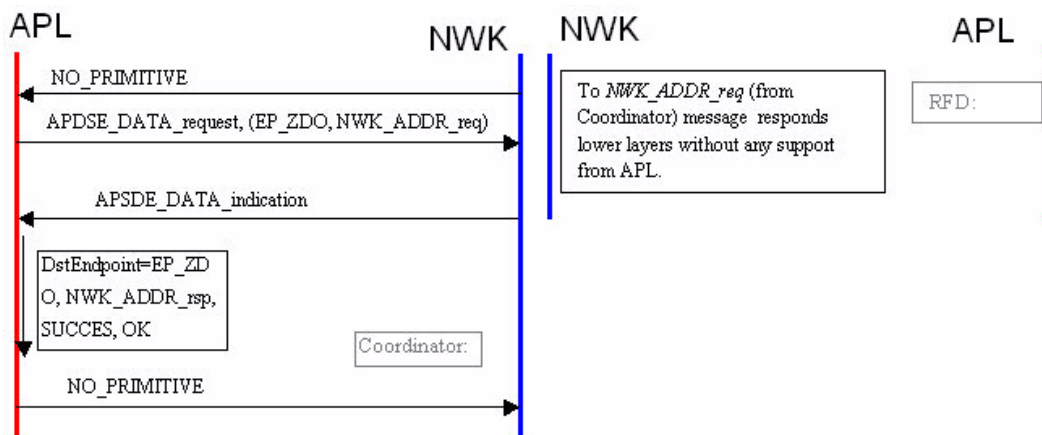 APL
NWK
NWK
APL
NO_PRIMITIVE
APDSE_DATA_request, (EP_ZDO, NWK_ADDR_req)
To NWK_ADDR_req (from
Coordinator) message responds
lower layers without any support
from APL.
RFD:
APSDE_DATA_indication
DstEndpoint=EP_ZD
O, NWK_ADDR_rsp,
SUCCES, OK
Coordinator:
NO_PRIMITIVE